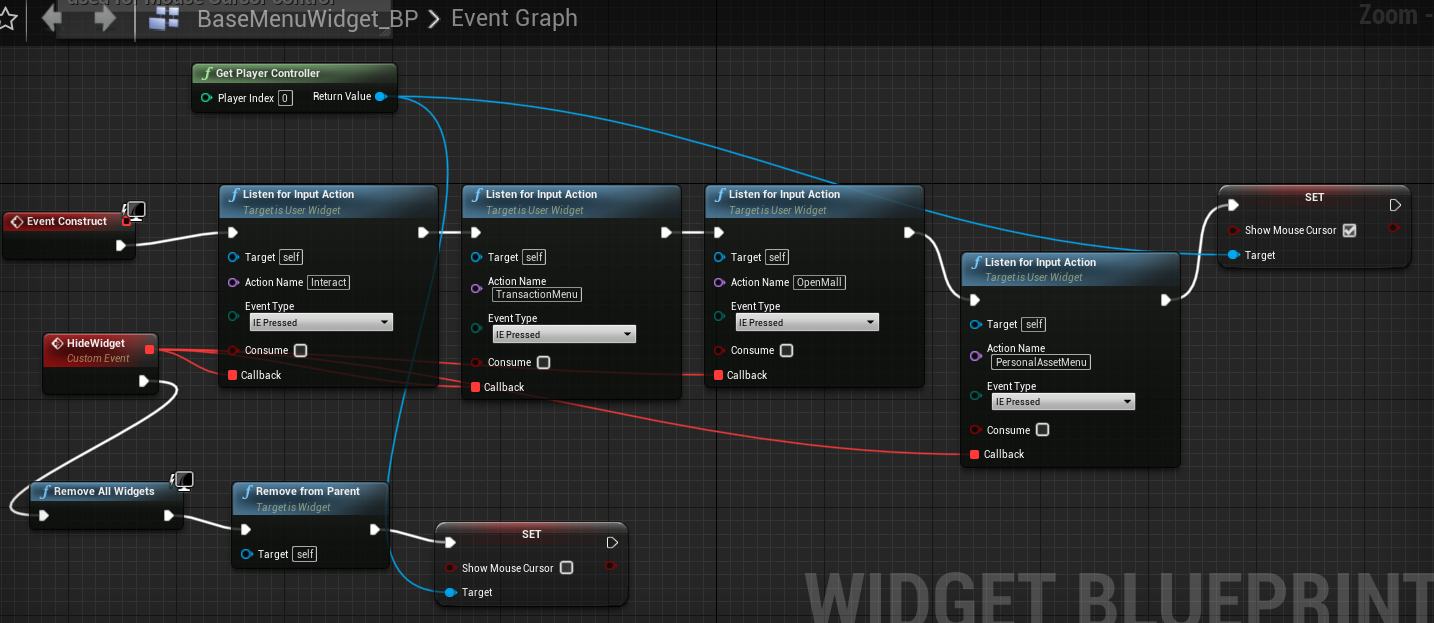 used for Mouse Cursor control
BaseMenuWidget_BP > Event Graph
Zoom -
Get Player Controller
Player Index 0 Return Value
Event Construct
Listen for Input Action
Target is User Widget
Target self
Action Name Interact
Event Type
IE Pressed
Consume
Callback
Listen for Input Action
Target is User Widget
Target self
Action Name
TransactionMenu
Event Type
IE Pressed
Consume
Callback
Listen for Input Action
Target is User Widget
Target self
Action Name OpenMall
Event Type
IE Pressed
Consume
Callback
Listen for Input Action
Target is User Widget
Target self
Action Name
PersonalAssetMenu
Event Type
IE Pressed
Consume
Callback
SET
Show Mouse Cursor
Target
HideWidget
Custom Event
Remove All Widgets
Remove from Parent
Target is Widget
Target self
SET
Show Mouse Cursor
Target
WIDGET BLUEPRINT